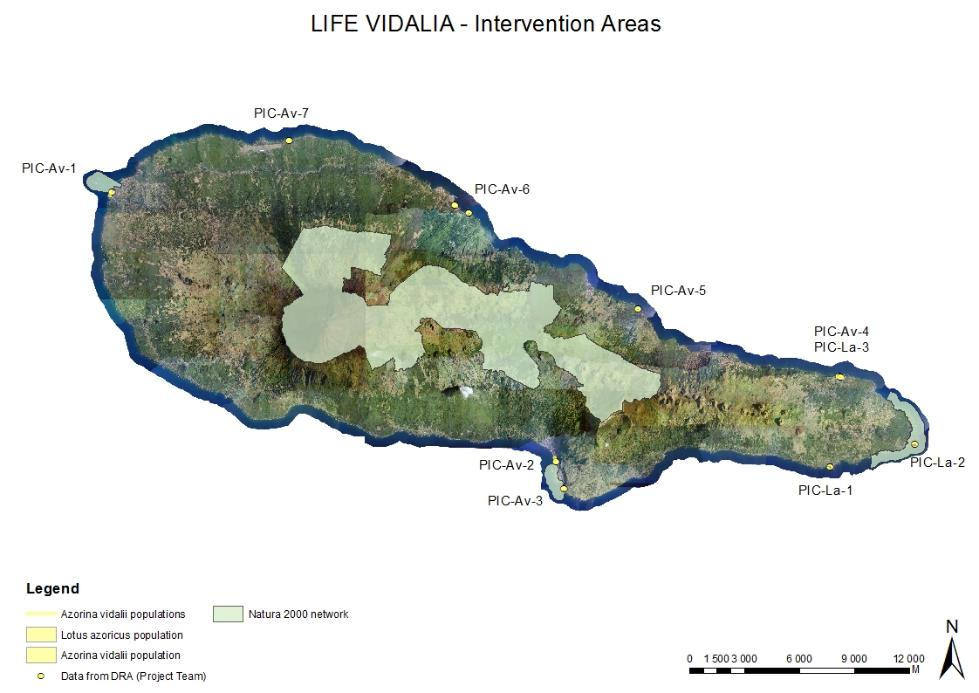 LIFE VIDALIA - Intervention Areas
PIC-Av-7
PIC-Av-1
PIC-Av-6
PIC-Av-5
PIC-Av-4
PIC-La-3
PIC-Av-2
PIC-La-2
PIC-Av-3
PIC-La-1
Legend
Azorina vidalii populations
Natura 2000 network
Lotus azoricus population
Azorina vidalii population
Data from DRA (Project Team)
N
0 1 500 3 000 6 000 9 000 12 000
M